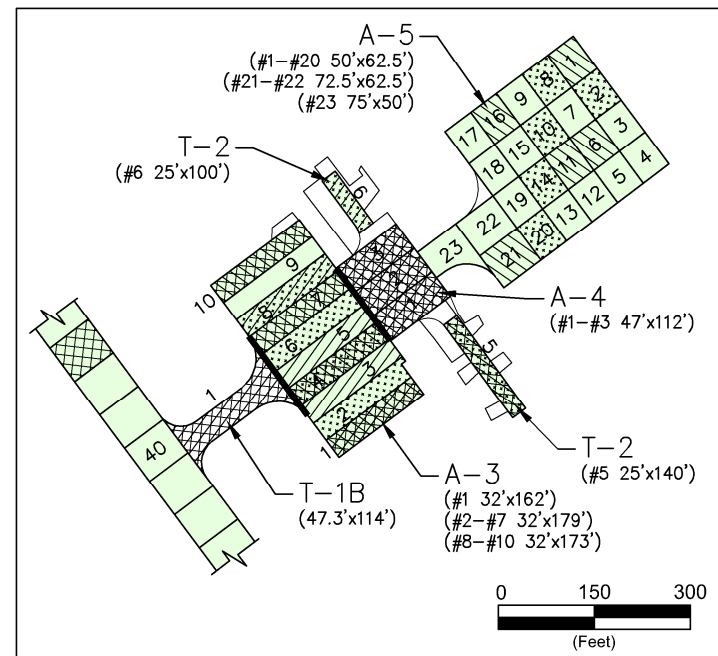 A-5
(#1-#20 50'x62.5')
(#21-#22 72.5'x62.5')
(#23 75'x50')
T-2
(#6 25'x100')
17 16 9 8 1
18 15 10 7 2
23 22 19 14 11 6 3
21 20 13 12 5 4
6
10 9 8 7 6 5 4 3 2 1
3 2 1
A-4
(#1-#3 47'x112')
5
T-2
(#5 25'x140')
1
40
T-1B
(47.3'x114')
A-3
(#1 32'x162')
(#2-#7 32'x179')
(#8-#10 32'x173')
0 150 300
(Feet)